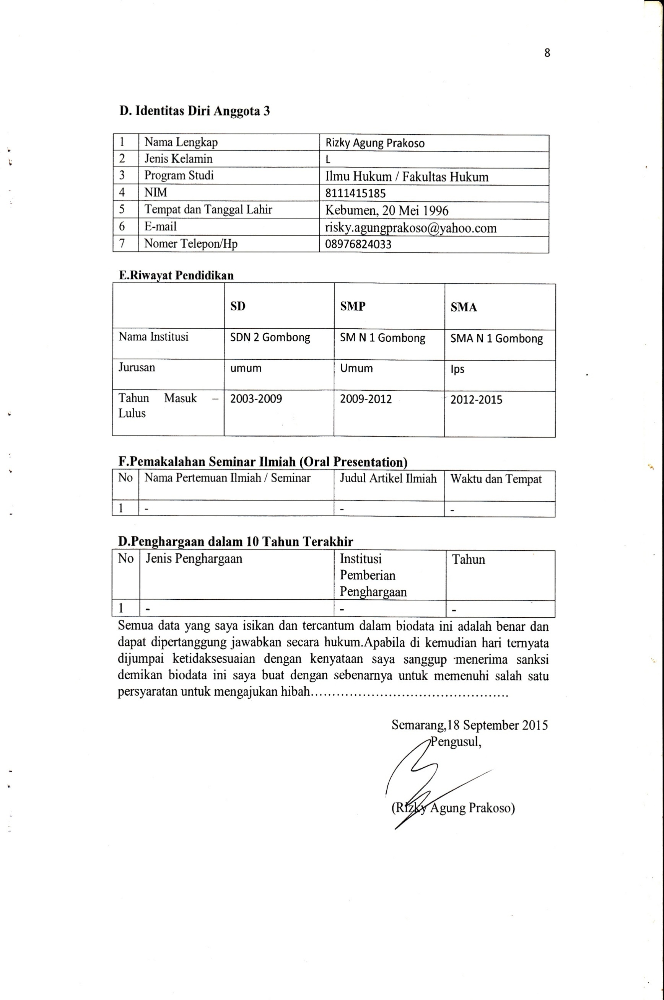 8
D. Identitas Diri Anggota 3
1 Nama Lengkap Rizky Agung Prakoso
2 Jenis Kelamin L
3 Program Studi Ilmu Hukum / Fakultas Hukum
4 NIM 8111415185
5 Tempat dan Tanggal Lahir Kebumen, 20 Mei 1996
6 E-mail risky.agungprakoso@yahoo.com
7 Nomer Telepon/Hp 08976824033
E.Riwayat Pendidikan
SD SMP SMA
Nama Institusi SDN 2 Gombong SM N 1 Gombong SMA N 1 Gombong
Jurusan umum Umum Ips
Tahun Masuk – 2003-2009 2009-2012 2012-2015
Lulus
F.Pemakalahan Seminar Ilmiah (Oral Presentation)
No Nama Pertemuan Ilmiah / Seminar Judul Artikel Ilmiah Waktu dan Tempat
1 - - -
D.Penghargaan dalam 10 Tahun Terakhir
No Jenis Penghargaan Institusi Tahun
Pemberian
Penghargaan
1 - - -
Semua data yang saya isikan dan tercantum dalam biodata ini adalah benar dan
dapat dipertanggung jawabkan secara hukum.Apabila di kemudian hari ternyata
dijumpai ketidaksesuaian dengan kenyataan saya sanggup menerima sanksi
demikan biodata ini saya buat dengan sebenarnya untuk memenuhi salah satu
persyaratan untuk mengajukan hibah................................................
Semarang,18 September 2015
Pengusul,
(Rizky Agung Prakoso)